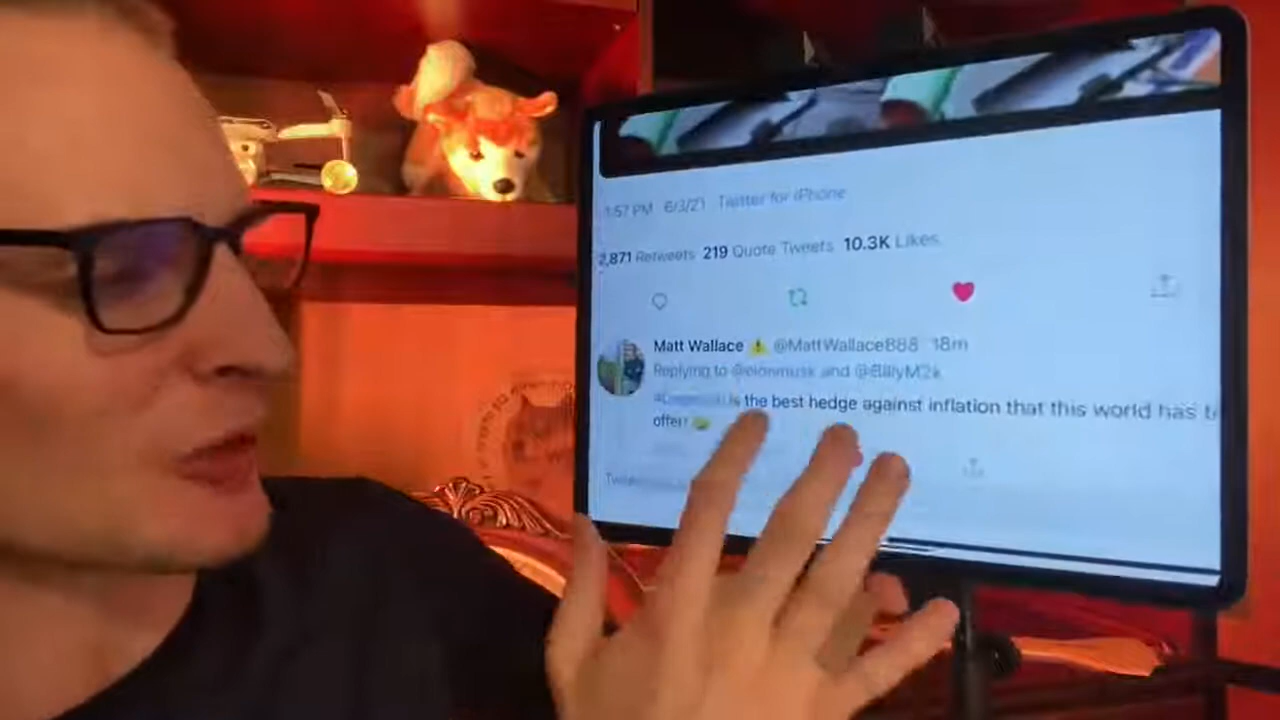 1:57 PM 6/3/21 Twitter for iPhone
2,871 Retweets 219 Quote Tweets 10.3K Likes
Matt Wallace ⚠️ @MattWallace888 18m
Replying to @elonmusk and @BillyM2k
is the best hedge against inflation that this world has t
offer!